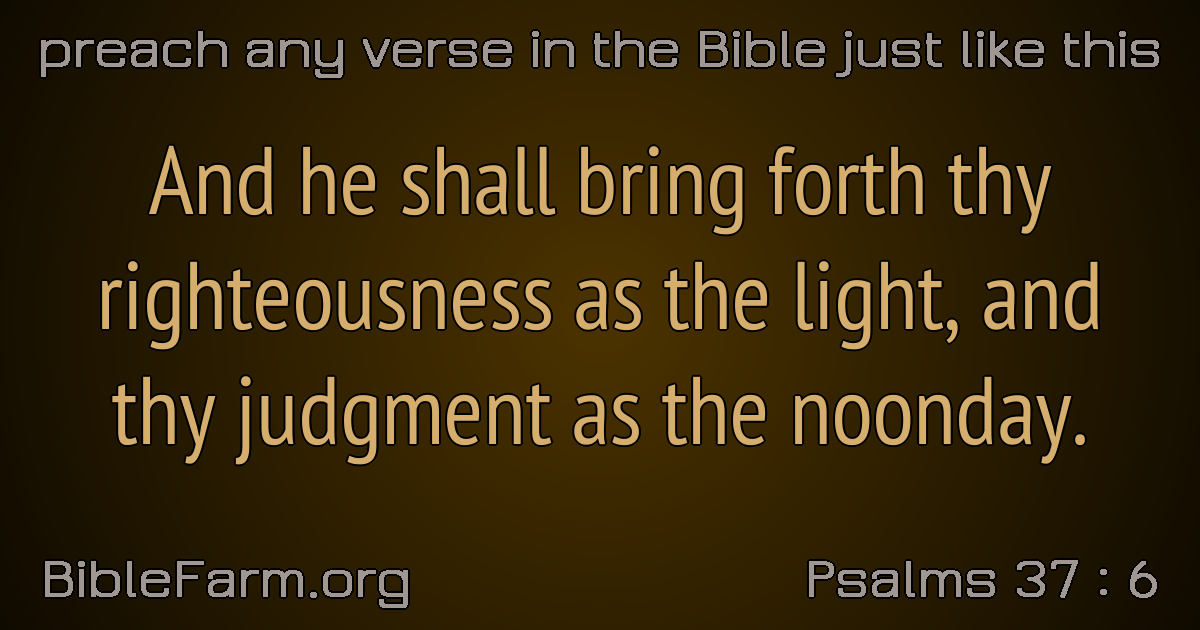 preach any verse in the Bible just like this
And he shall bring forth thy
righteousness as the light, and
thy judgment as the noonday.
BibleFarm.org
Psalms 37 : 6